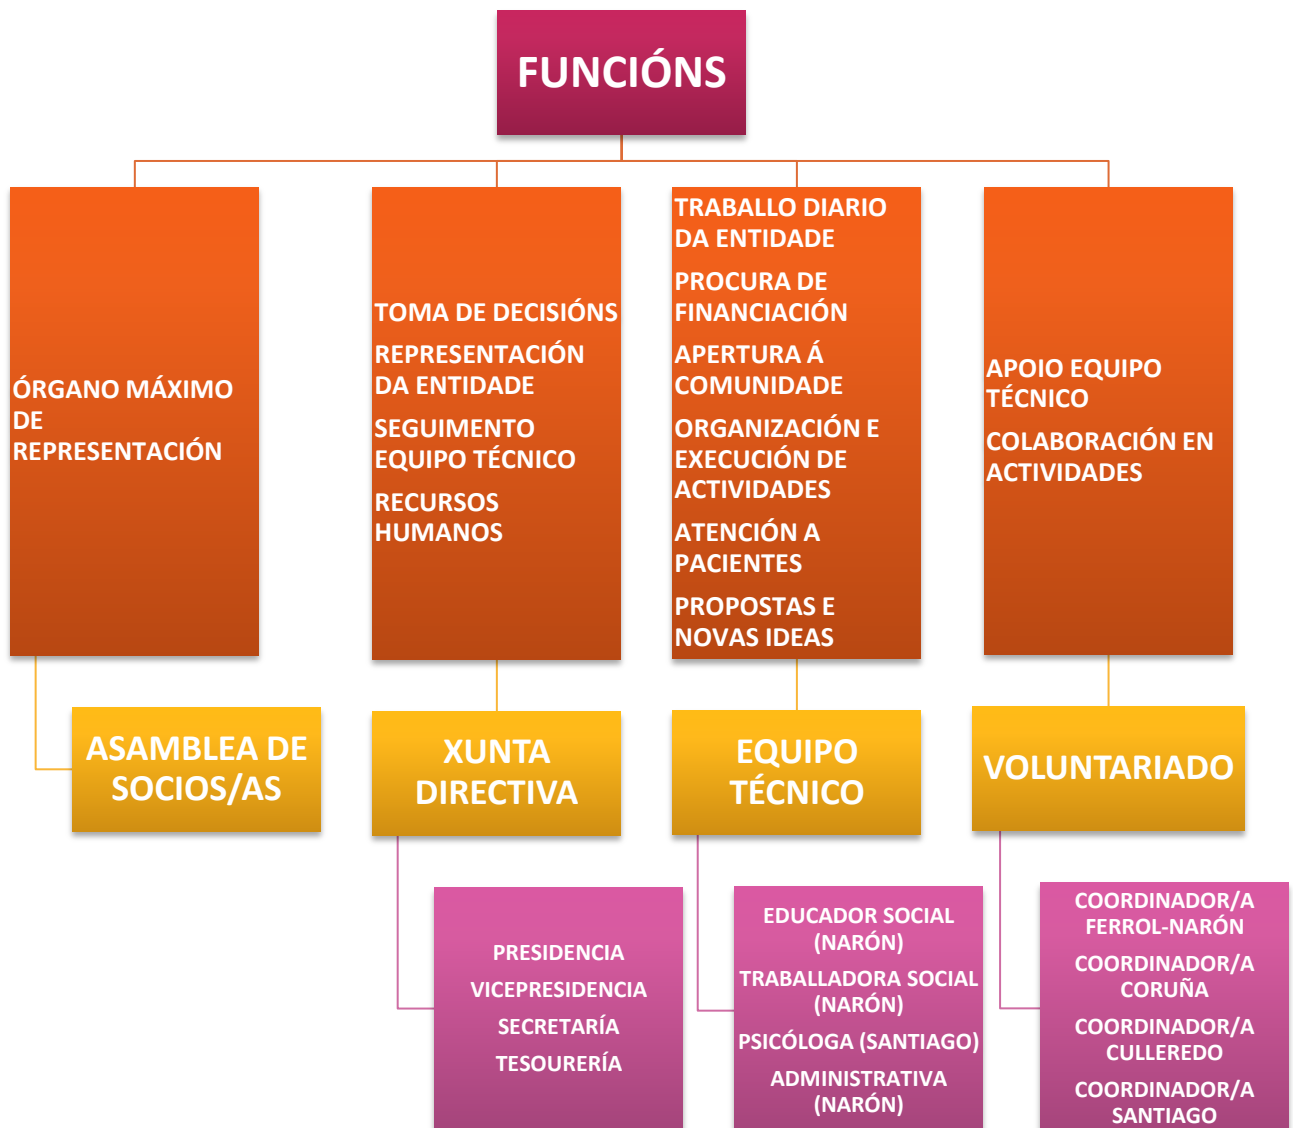 FUNCIÓNS
ÓRGANO MÁXIMO
DE
REPRESENTACIÓN
TOMA DE DECISIÓNS
REPRESENTACIÓN
DA ENTIDADE
SEGUIMENTO
EQUIPO TÉCNICO
RECURSOS
HUMANOS
TRABALLO DIARIO
DA ENTIDADE
PROCURA DE
FINANCIACIÓN
APERTURA Á
COMUNIDADE
ORGANIZACIÓN E
EXECUCIÓN DE
ACTIVIDADES
ATENCIÓN A
PACIENTES
PROPOSTAS E
NOVAS IDEAS
APOIO EQUIPO
TÉCNICO
COLABORACIÓN EN
ACTIVIDADES
ASAMBLEA DE
SOCIOS/AS
XUNTA
DIRECTIVA
EQUIPO
TÉCNICO
VOLUNTARIADO
PRESIDENCIA
VICEPRESIDENCIA
SECRETARÍA
TESOURERÍA
EDUCADOR SOCIAL
(NARÓN)
TRABALLADORA SOCIAL
(NARÓN)
PSICÓLOGA (SANTIAGO)
ADMINISTRATIVA
(NARÓN)
COORDINADOR/A
FERROL-NARÓN
COORDINADOR/A
CORUÑA
COORDINADOR/A
CULLEREDO
COORDINADOR/A
SANTIAGO